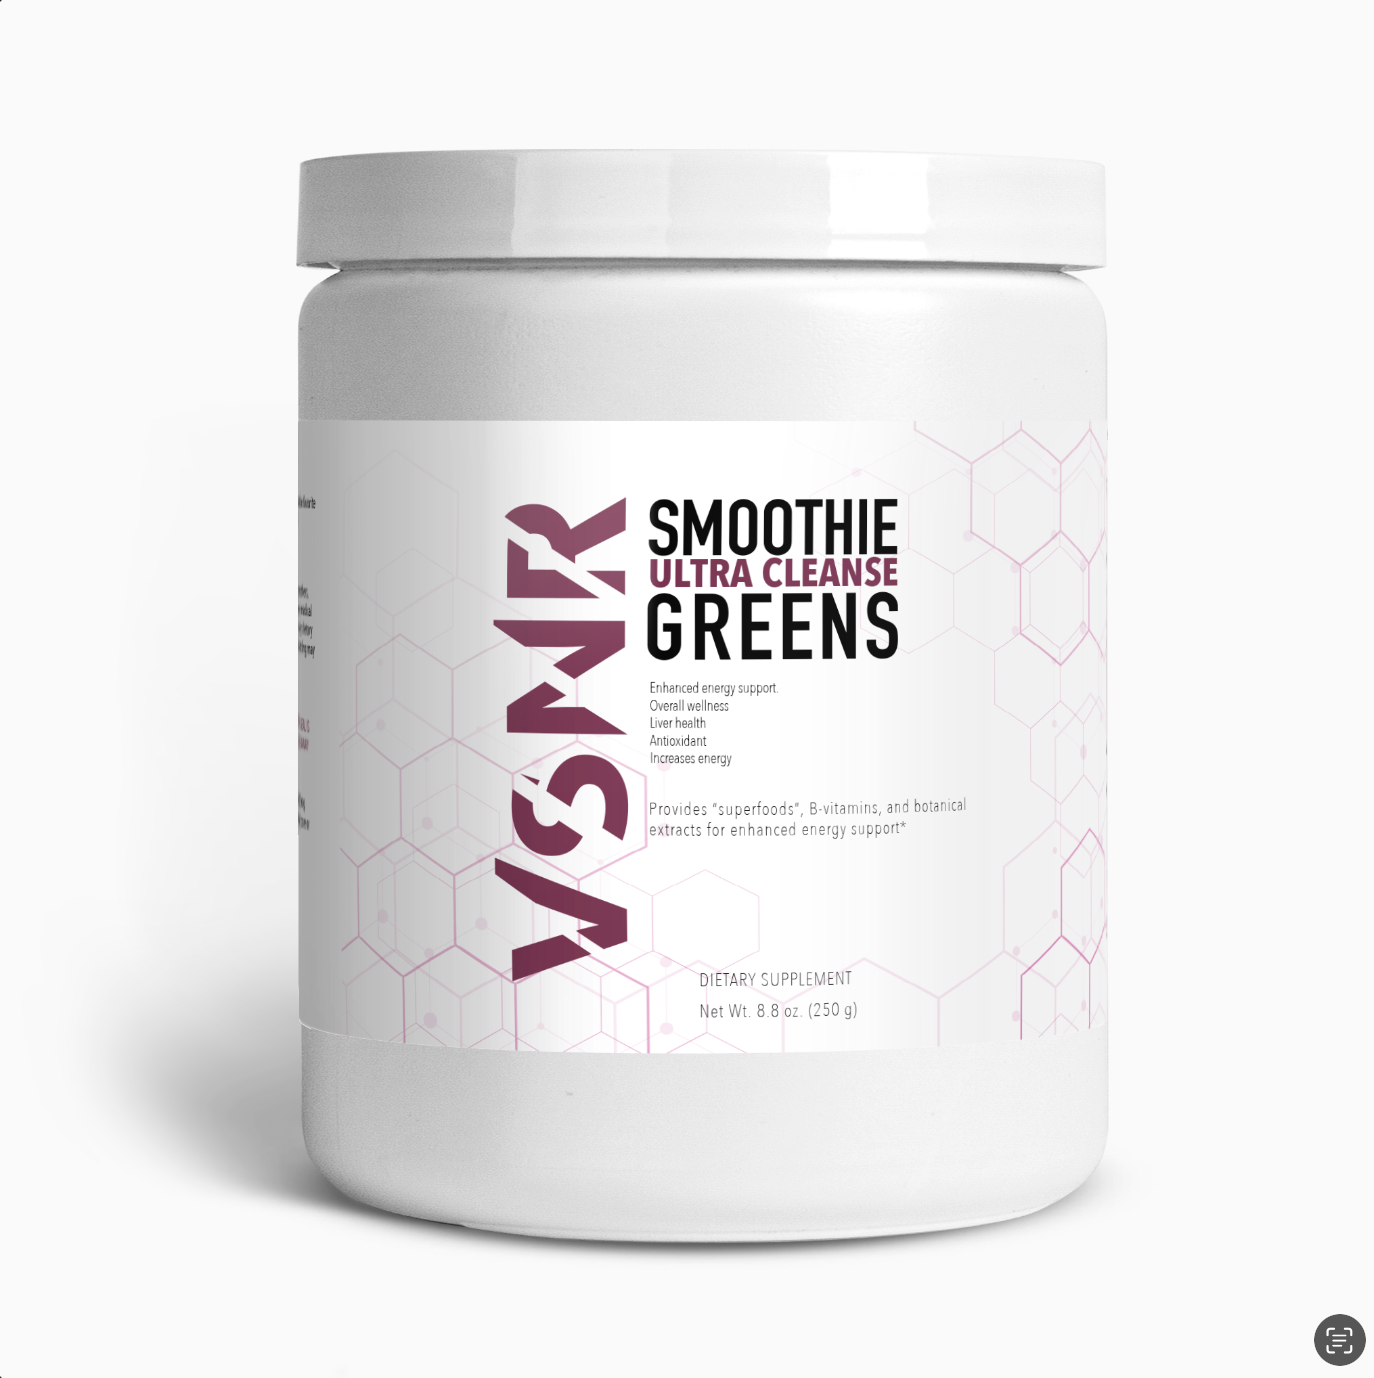 VSMR
SMOOTHIE
ULTRA CLEANSE
GREENS
Enhanced energy support.
Overall wellness
Liver health
Antioxidant
Increases energy
Provides “superfoods”, B-vitamins, and botanical
extracts for enhanced energy support*
DIETARY SUPPLEMENT
Net Wt. 8.8 oz. (250 g)